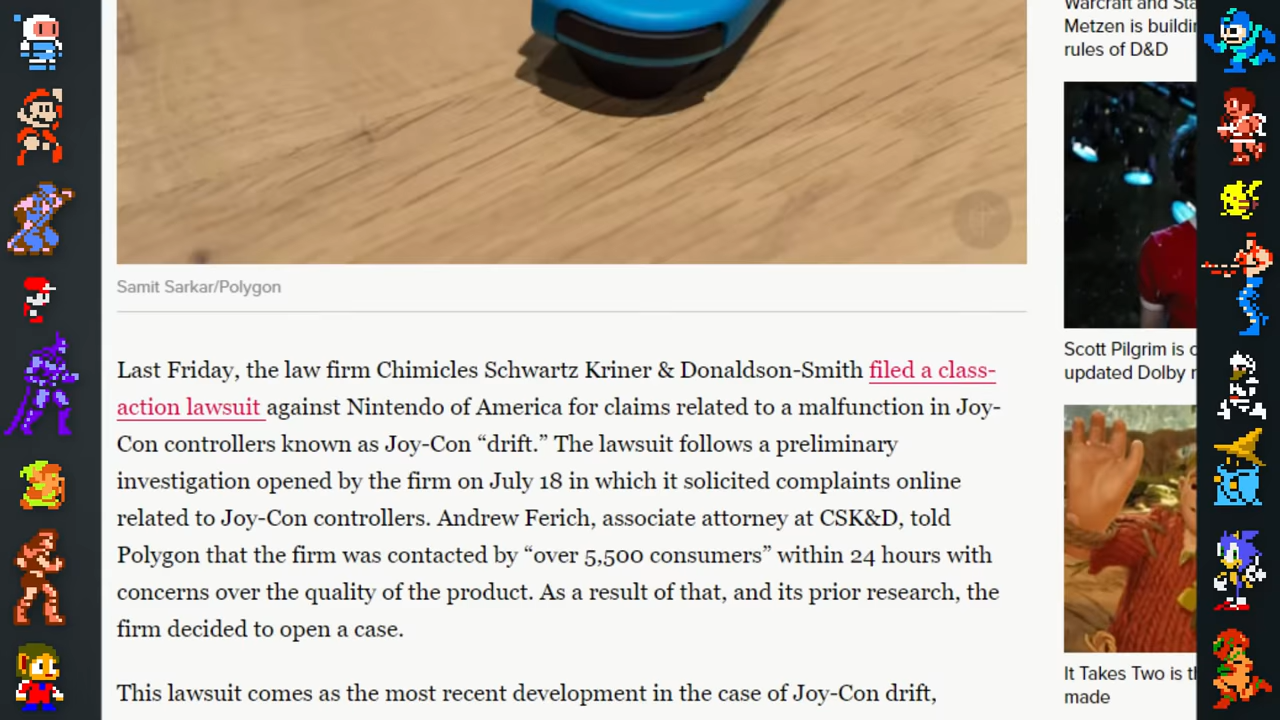 Samit Sarkar/Polygon
Last Friday, the law firm Chimicles Schwartz Kriner & Donaldson-Smith filed a class-
action lawsuit against Nintendo of America for claims related to a malfunction in Joy-
Con controllers known as Joy-Con “drift.” The lawsuit follows a preliminary
investigation opened by the firm on July 18 in which it solicited complaints online
related to Joy-Con controllers. Andrew Ferich, associate attorney at CSK&D, told
Polygon that the firm was contacted by “over 5,500 consumers” within 24 hours with
concerns over the quality of the product. As a result of that, and its prior research, the
firm decided to open a case.
This lawsuit comes as the most recent development in the case of Joy-Con drift,
Warcraft and
Metzen is
rules of D&D
Scott Pilgrim is
updated Dolby
It Takes Two is
made